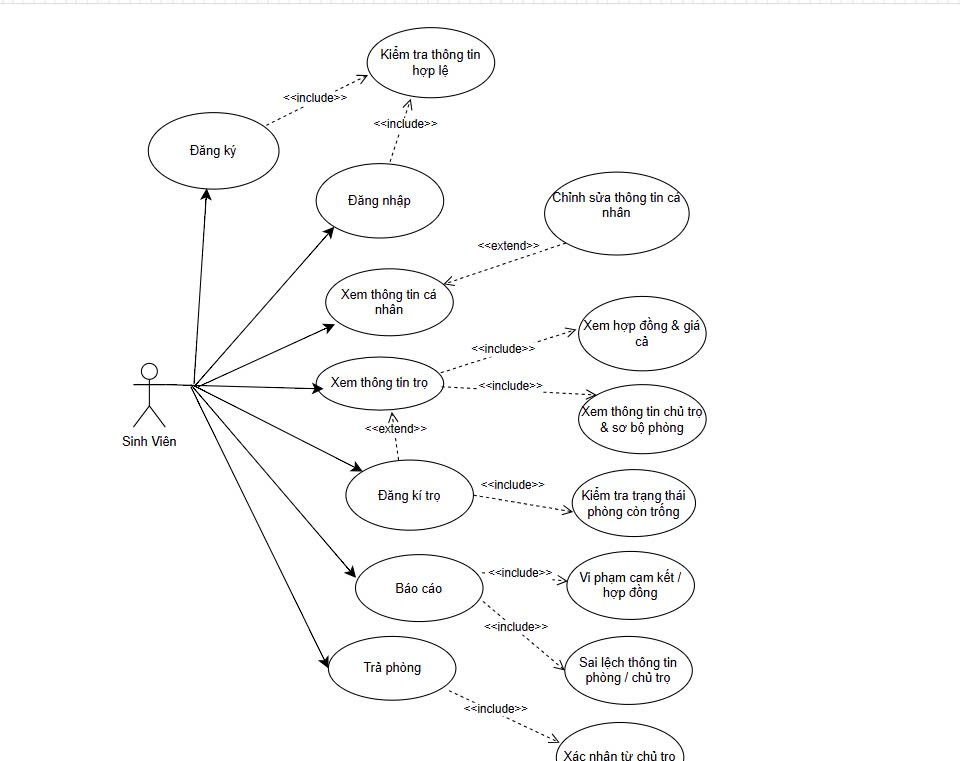 Kiểm tra thông tin
hợp lệ
<<include>>
<<include>>
Đăng ký
Đăng nhập
Chỉnh sửa thông tin cá
nhân
<<extend>>
Xem thông tin cá
nhân
Xem hợp đồng & giá
cả
<<include>>
Xem thông tin trọ
<<include>>
Xem thông tin chủ trọ
& sơ bộ phòng
Sinh Viên
<<extend>>
Đăng kí trọ
<<include>>
Kiểm tra trạng thái
phòng còn trống
Báo cáo
<<include>>
Vi phạm cam kết /
hợp đồng
<<include>>
Trả phòng
Sai lệch thông tin
phòng / chủ trọ
<<include>>
Xác nhận từ chủ trọ